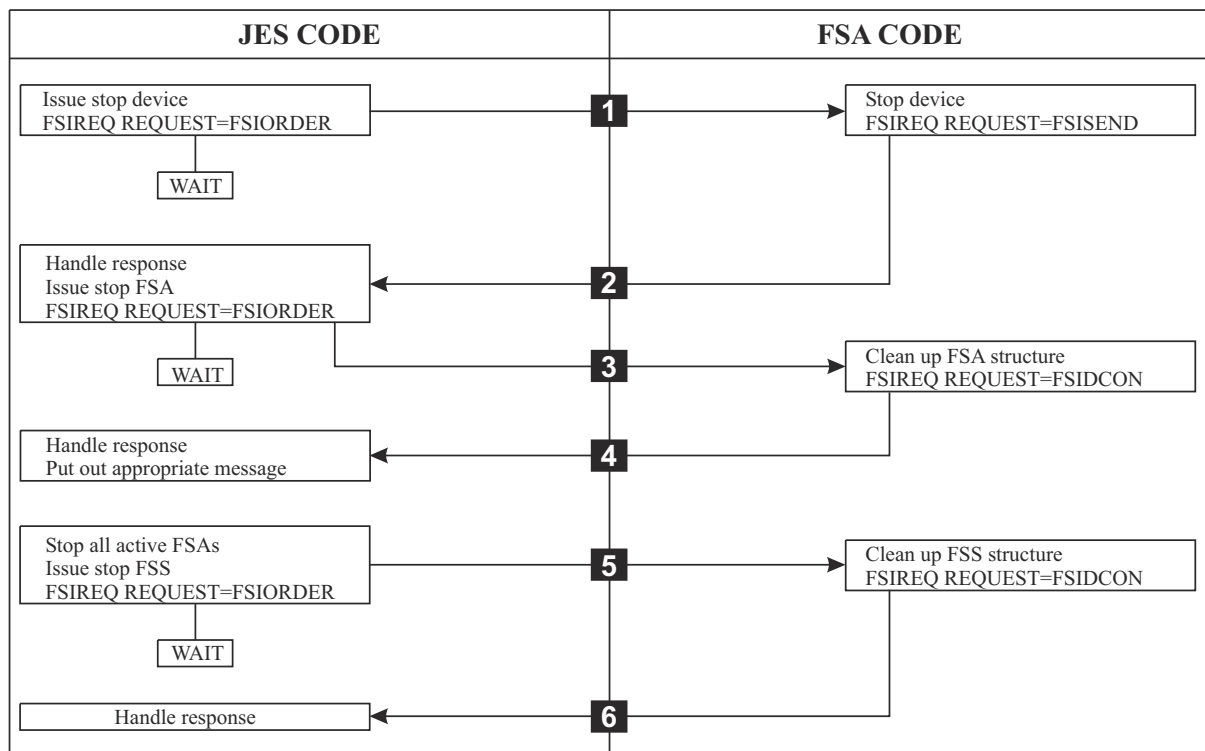 JES CODE
FSA CODE
Issue stop device
FSIREQ REQUEST=FSIORDER
1
Stop device
FSIREQ REQUEST=FSISEND
WAIT
Handle response
Issue stop FSA
FSIREQ REQUEST=FSIORDER
2
WAIT
3
Clean up FSA structure
FSIREQ REQUEST=FSIDCON
Handle response
Put out appropriate message
4
Stop all active FSAs
Issue stop FSS
FSIREQ REQUEST=FSIORDER
5
Clean up FSS structure
FSIREQ REQUEST=FSIDCON
WAIT
Handle response
6